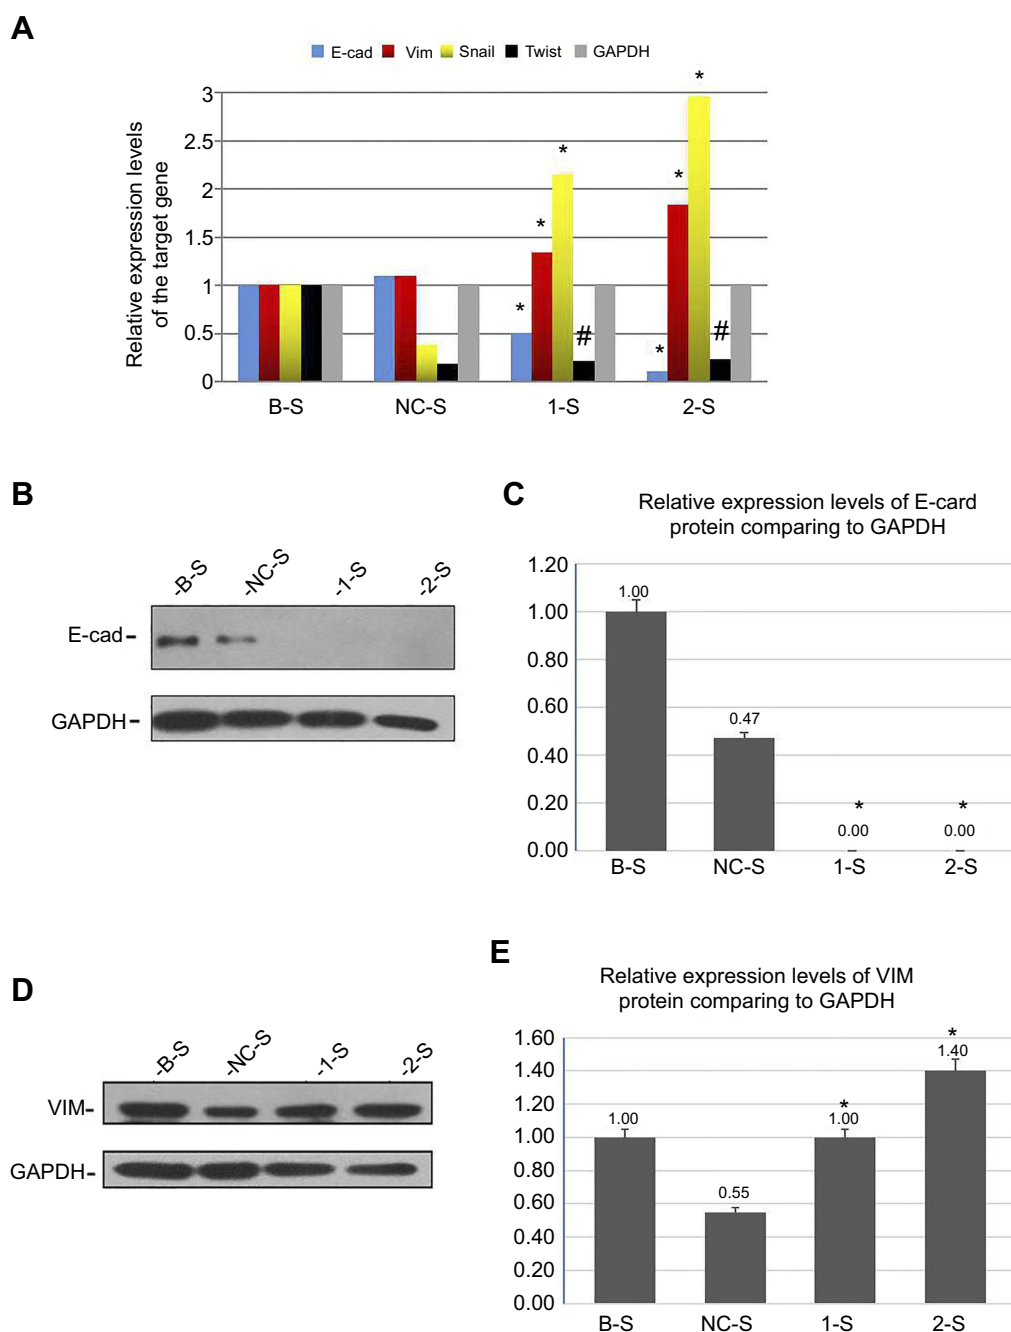 A
E-cad Vim Snail Twist GAPDH
Relative expression levels
of the target gene
3
2.5
2
1.5
1
0.5
0
* * * # * * * #
B-S NC-S 1-S 2-S
B
-B-S -NC-S -1-S -2-S
E-cad-
GAPDH-
C
Relative expression levels of E-card
protein comparing to GAPDH
1.20
1.00
0.80
0.60
0.40
0.20
0.00
1.00 0.47 0.00 0.00
* *
B-S NC-S 1-S 2-S
D
-B-S -NC-S -1-S -2-S
VIM-
GAPDH-
E
Relative expression levels of VIM
protein comparing to GAPDH
1.60
1.40
1.20
1.00
0.80
0.60
0.40
0.20
0.00
1.00 0.55 1.00 1.40
* *
B-S NC-S 1-S 2-S